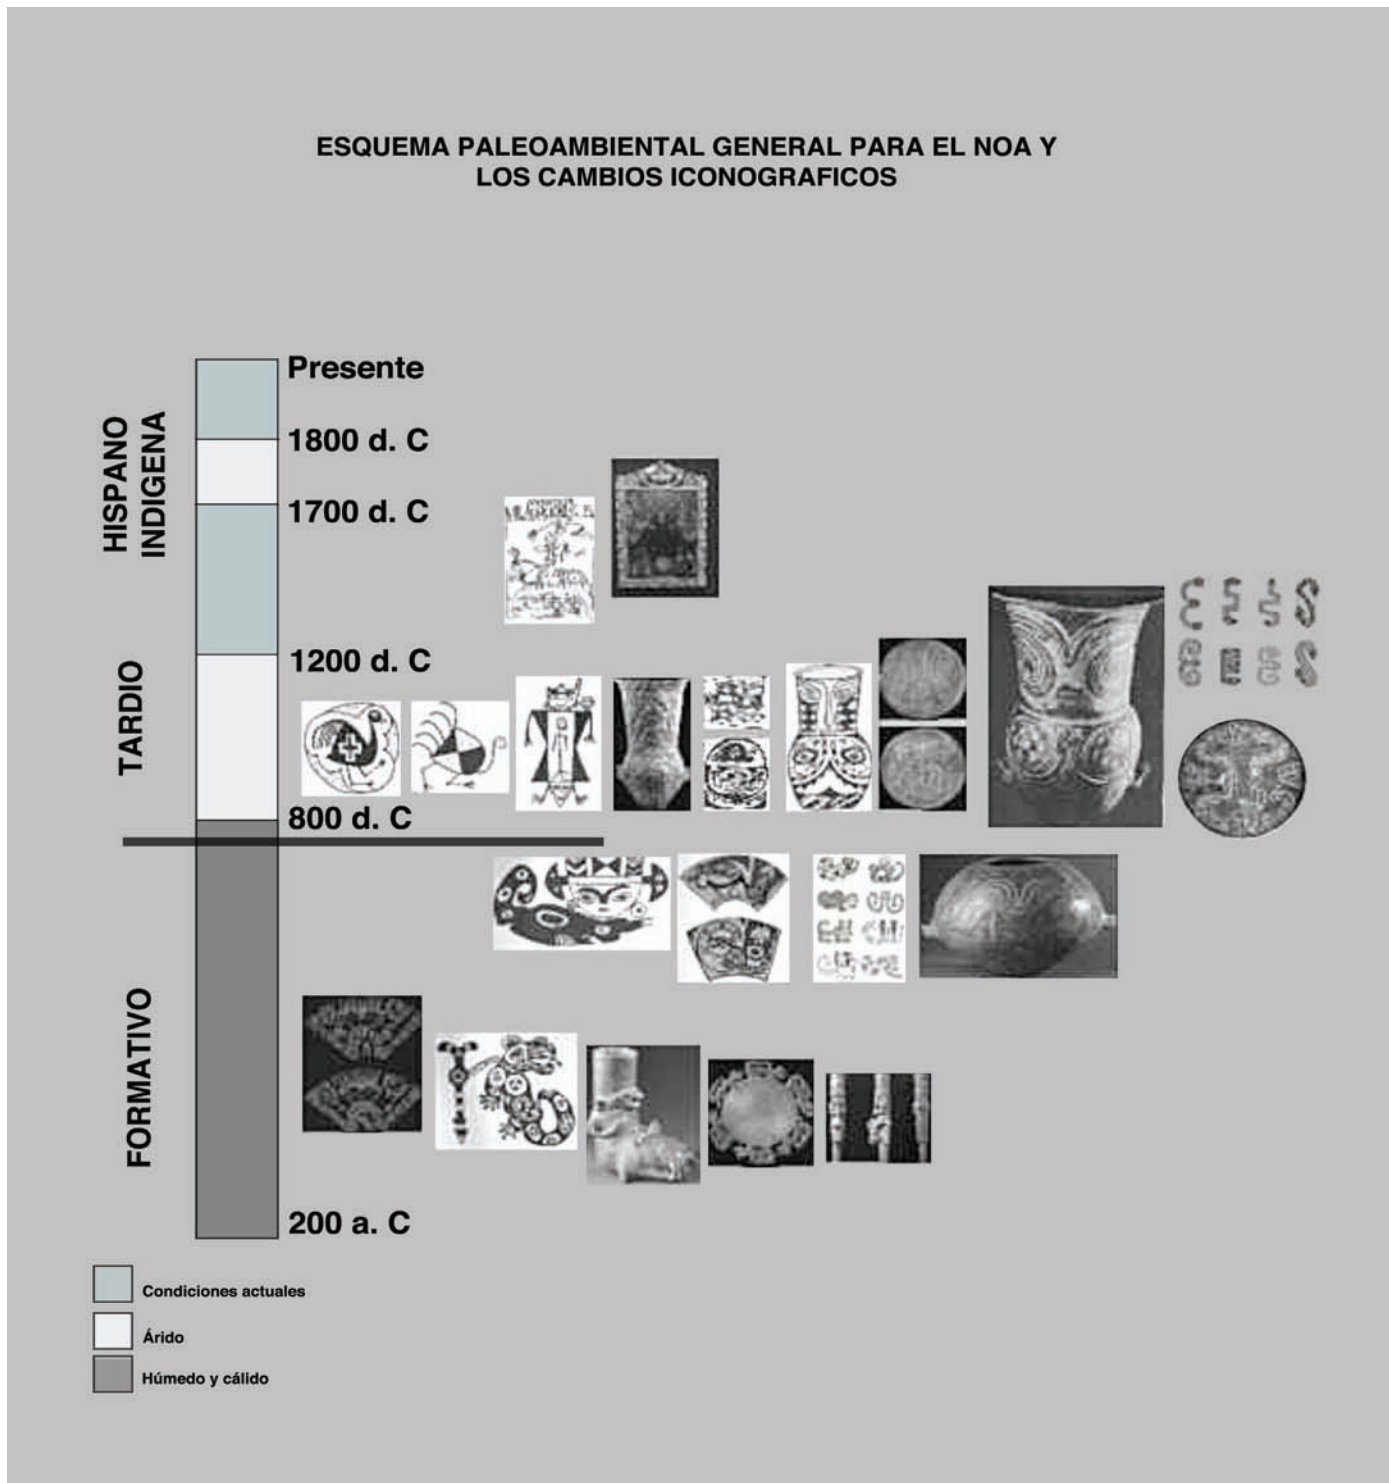 ESQUEMA PALEOAMBIENTAL GENERAL PARA EL NOA Y
LOS CAMBIOS ICONOGRAFICOS
Presente
HISPANO
INDIGENA
1800 d. C
1700 d. C
1200 d. C
TARDIO
800 d. C
FORMATIVO
200 a. C
Condiciones actuales
Árido
Húmedo y cálido